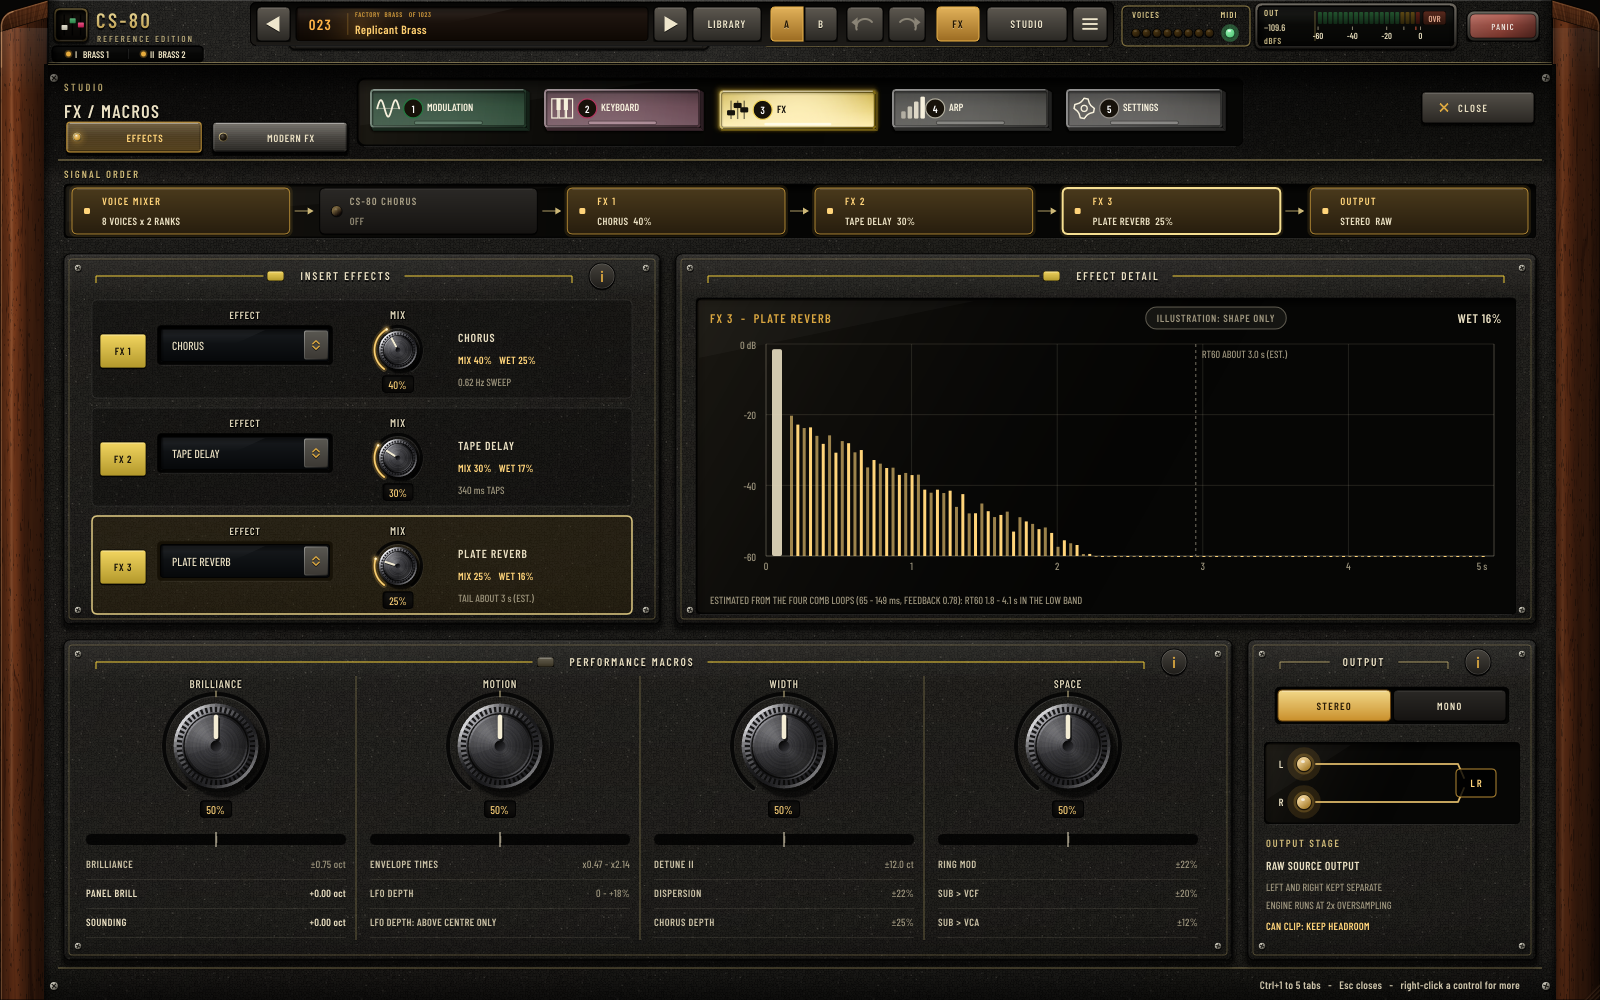 CS-80
REFERENCE EDITION
I BRASS 1
II BRASS 2
023
FACTORY BRASS OF 1023
Replicant Brass
LIBRARY
A
B
FX
STUDIO
VOICES
MIDI
OUT
-109.6
dBFS
OVR
-60 -40 -20 0
PANIC
STUDIO
FX / MACROS
EFFECTS
MODERN FX
1 MODULATION
2 KEYBOARD
3 FX
4 ARP
5 SETTINGS
CLOSE
SIGNAL ORDER
VOICE MIXER
8 VOICES x 2 RANKS
CS-80 CHORUS
OFF
FX 1
CHORUS 40%
FX 2
TAPE DELAY 30%
FX 3
PLATE REVERB 25%
OUTPUT
STEREO RAW
INSERT EFFECTS
i
EFFECT
MIX
FX 1
CHORUS
40%
CHORUS
MIX 40% WET 25%
0.62 Hz SWEEP
EFFECT
MIX
FX 2
TAPE DELAY
30%
TAPE DELAY
MIX 30% WET 17%
340 ms TAPS
EFFECT
MIX
FX 3
PLATE REVERB
25%
PLATE REVERB
MIX 25% WET 16%
TAIL ABOUT 3 s (EST.)
EFFECT DETAIL
FX 3 - PLATE REVERB
ILLUSTRATION: SHAPE ONLY
WET 16%
0 dB
-20
-40
-60
RT60 ABOUT 3.0 s (EST.)
0 1 2 3 4 5 s
ESTIMATED FROM THE FOUR COMB LOOPS (65 - 149 ms, FEEDBACK 0.78): RT60 1.8 - 4.1 s IN THE LOW BAND
PERFORMANCE MACROS
i
BRILLIANCE
50%
BRILLIANCE ±0.75 oct
PANEL BRILL +0.00 oct
SOUNDING +0.00 oct
MOTION
50%
ENVELOPE TIMES x0.47 - x2.14
LFO DEPTH 0 - +18%
LFO DEPTH: ABOVE CENTRE ONLY
WIDTH
50%
DETUNE II ±12.0 ct
DISPERSION ±22%
CHORUS DEPTH ±25%
SPACE
50%
RING MOD ±22%
SUB > VCF ±20%
SUB > VCA ±12%
OUTPUT
i
STEREO
MONO
L
R
LR
OUTPUT STAGE
RAW SOURCE OUTPUT
LEFT AND RIGHT KEPT SEPARATE
ENGINE RUNS AT 2x OVERSAMPLING
CAN CLIP: KEEP HEADROOM
Ctrl+1 to 5 tabs - Esc closes - right-click a control for more